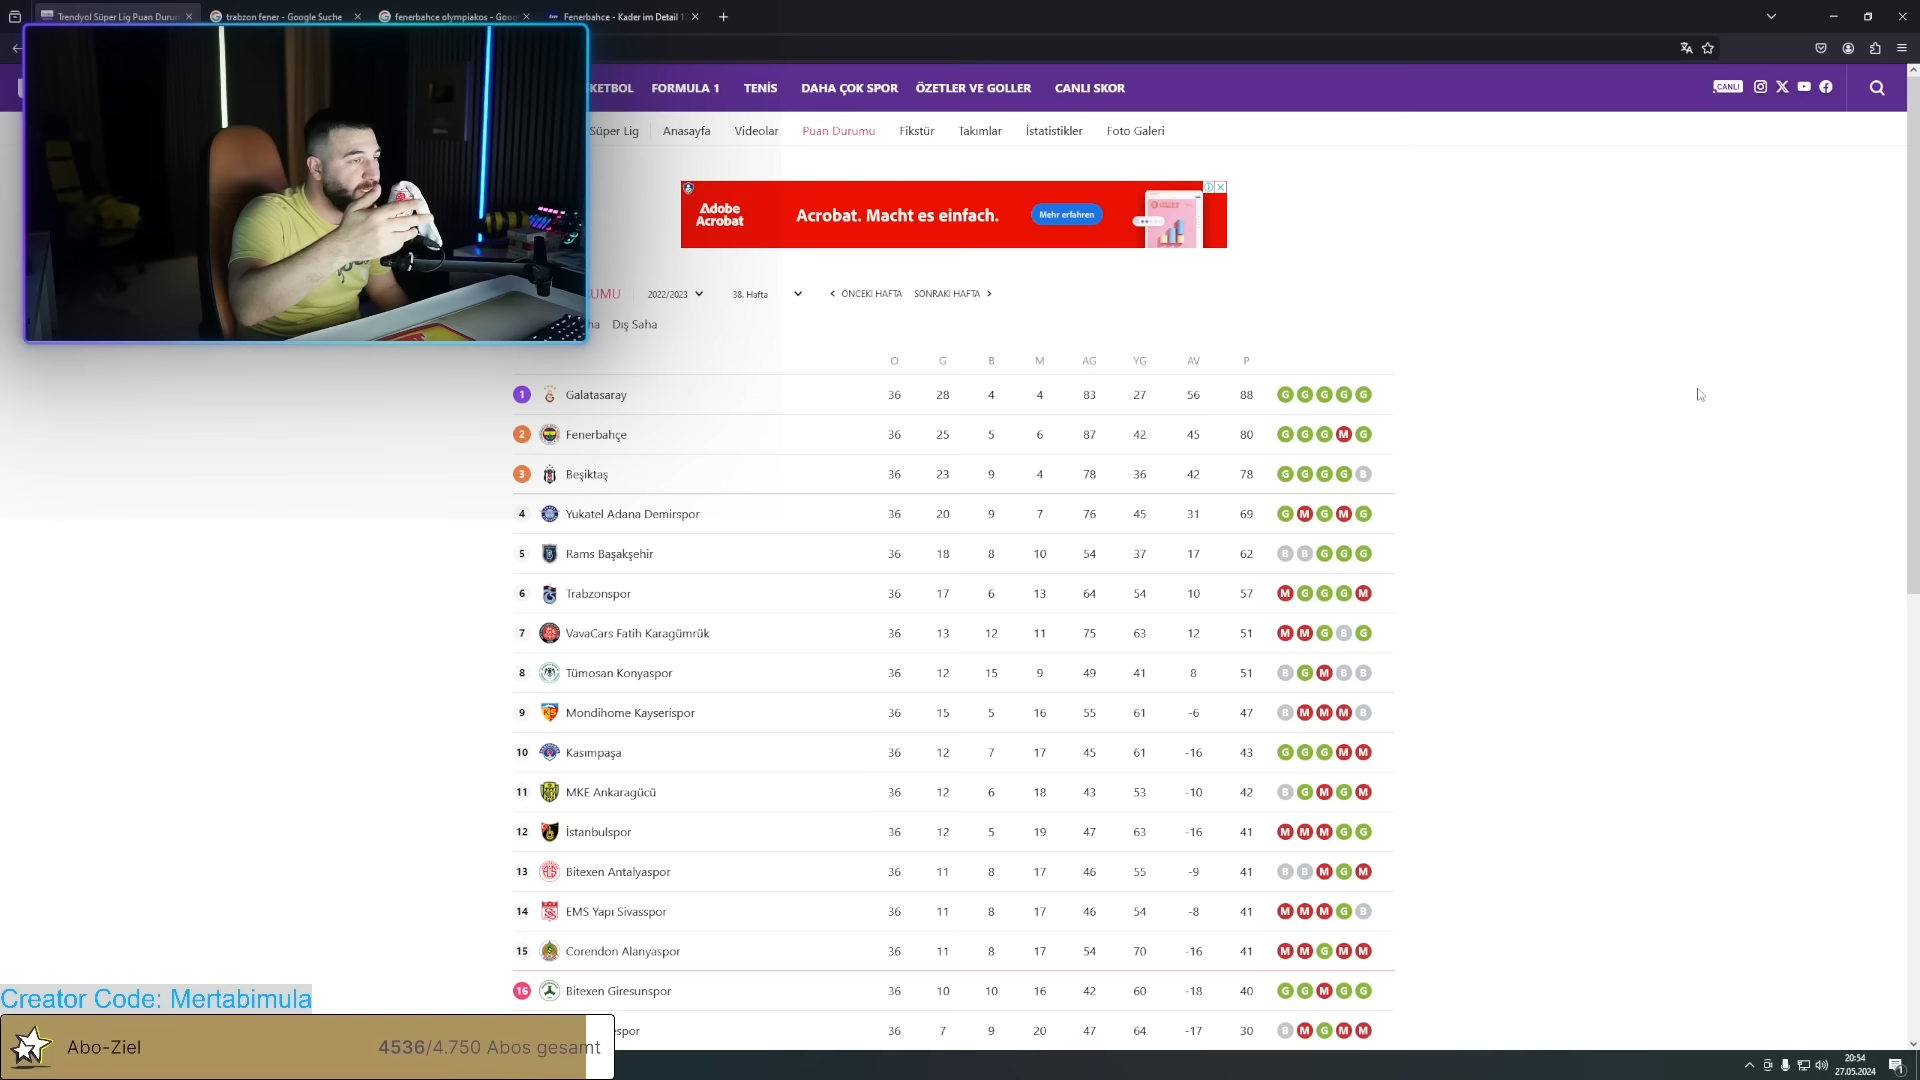 Trendyol Süper Lig Puan Durum
trabzon fener - Google Suche
fenerbahce olympiakos - Goog
Fenerbahce - Kader im Detail 1
KETBOL
FORMULA 1
TENİS
DAHA ÇOK SPOR
ÖZETLER VE GOLLER
CANLI SKOR
CANLI
Süper Lig
Anasayfa
Videolar
Puan Durumu
Fikstür
Takımlar
İstatistikler
Foto Galeri
Adobe
Acrobat
Acrobat. Macht es einfach.
Mehr erfahren
UMU
2022/2023
38. Hafta
ÖNCEKİ HAFTA
SONRAKİ HAFTA
ha
Dış Saha
O G B M AG YG AV P
1 Galatasaray 36 28 4 4 83 27 56 88 G G G G G
2 Fenerbahçe 36 25 5 6 87 42 45 80 G G G M G
3 Beşiktaş 36 23 9 4 78 36 42 78 G G G G B
4 Yukatel Adana Demirspor 36 20 9 7 76 45 31 69 G M G M G
5 Rams Başakşehir 36 18 8 10 54 37 17 62 B B G G G
6 Trabzonspor 36 17 6 13 64 54 10 57 M G G G M
7 VavaCars Fatih Karagümrük 36 13 12 11 75 63 12 51 M M G B G
8 Tümosan Konyaspor 36 12 15 9 49 41 8 51 B G M B B
9 Mondihome Kayserispor 36 15 5 16 55 61 -6 47 B M M M B
10 Kasımpaşa 36 12 7 17 45 61 -16 43 G G G M M
11 MKE Ankaragücü 36 12 6 18 43 53 -10 42 B G M G M
12 İstanbulspor 36 12 5 19 47 63 -16 41 M M M G G
13 Bitexen Antalyaspor 36 11 8 17 46 55 -9 41 B B M G M
14 EMS Yapı Sivasspor 36 11 8 17 46 54 -8 41 M M M G B
15 Corendon Alanyaspor 36 11 8 17 54 70 -16 41 M M G M M
16 Bitexen Giresunspor 36 10 10 16 42 60 -18 40 G G M G G
spor 36 7 9 20 47 64 -17 30 B M G M M
Creator Code: Mertabimula
Abo-Ziel 4536/4.750 Abos gesamt
20:54
27.05.2024